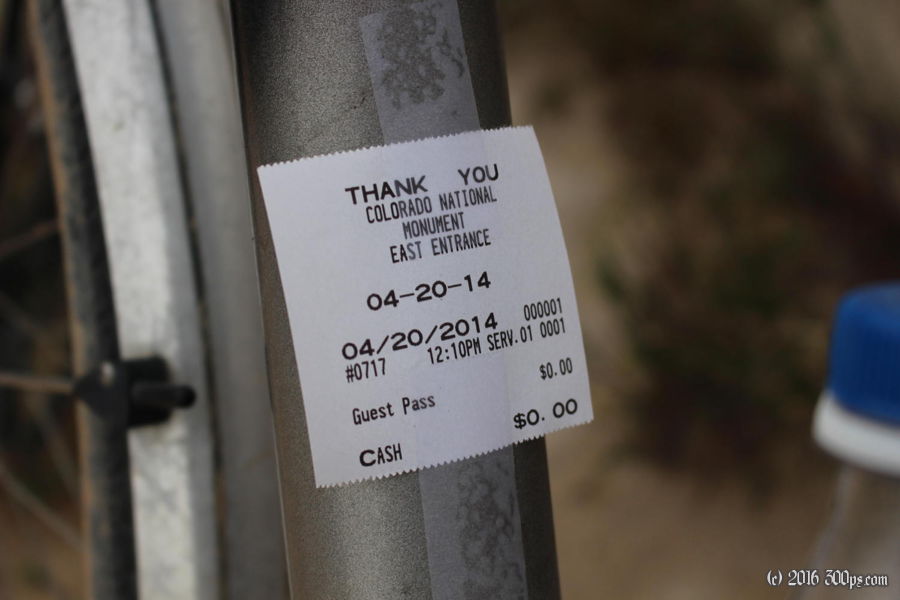 THANK YOU
COLORADO NATIONAL
MONUMENT
EAST ENTRANCE
04-20-14
04/20/2014 000001
#0717 12:10PM SERV.01 0001
Guest Pass $0.00
CASH $0.00
(c) 2016 300ps.com